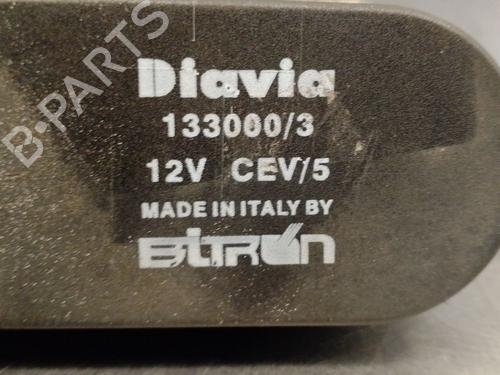 B-PARTS
Diavia
133000/3
12V CEV/5
MADE IN ITALY BY
BITRON